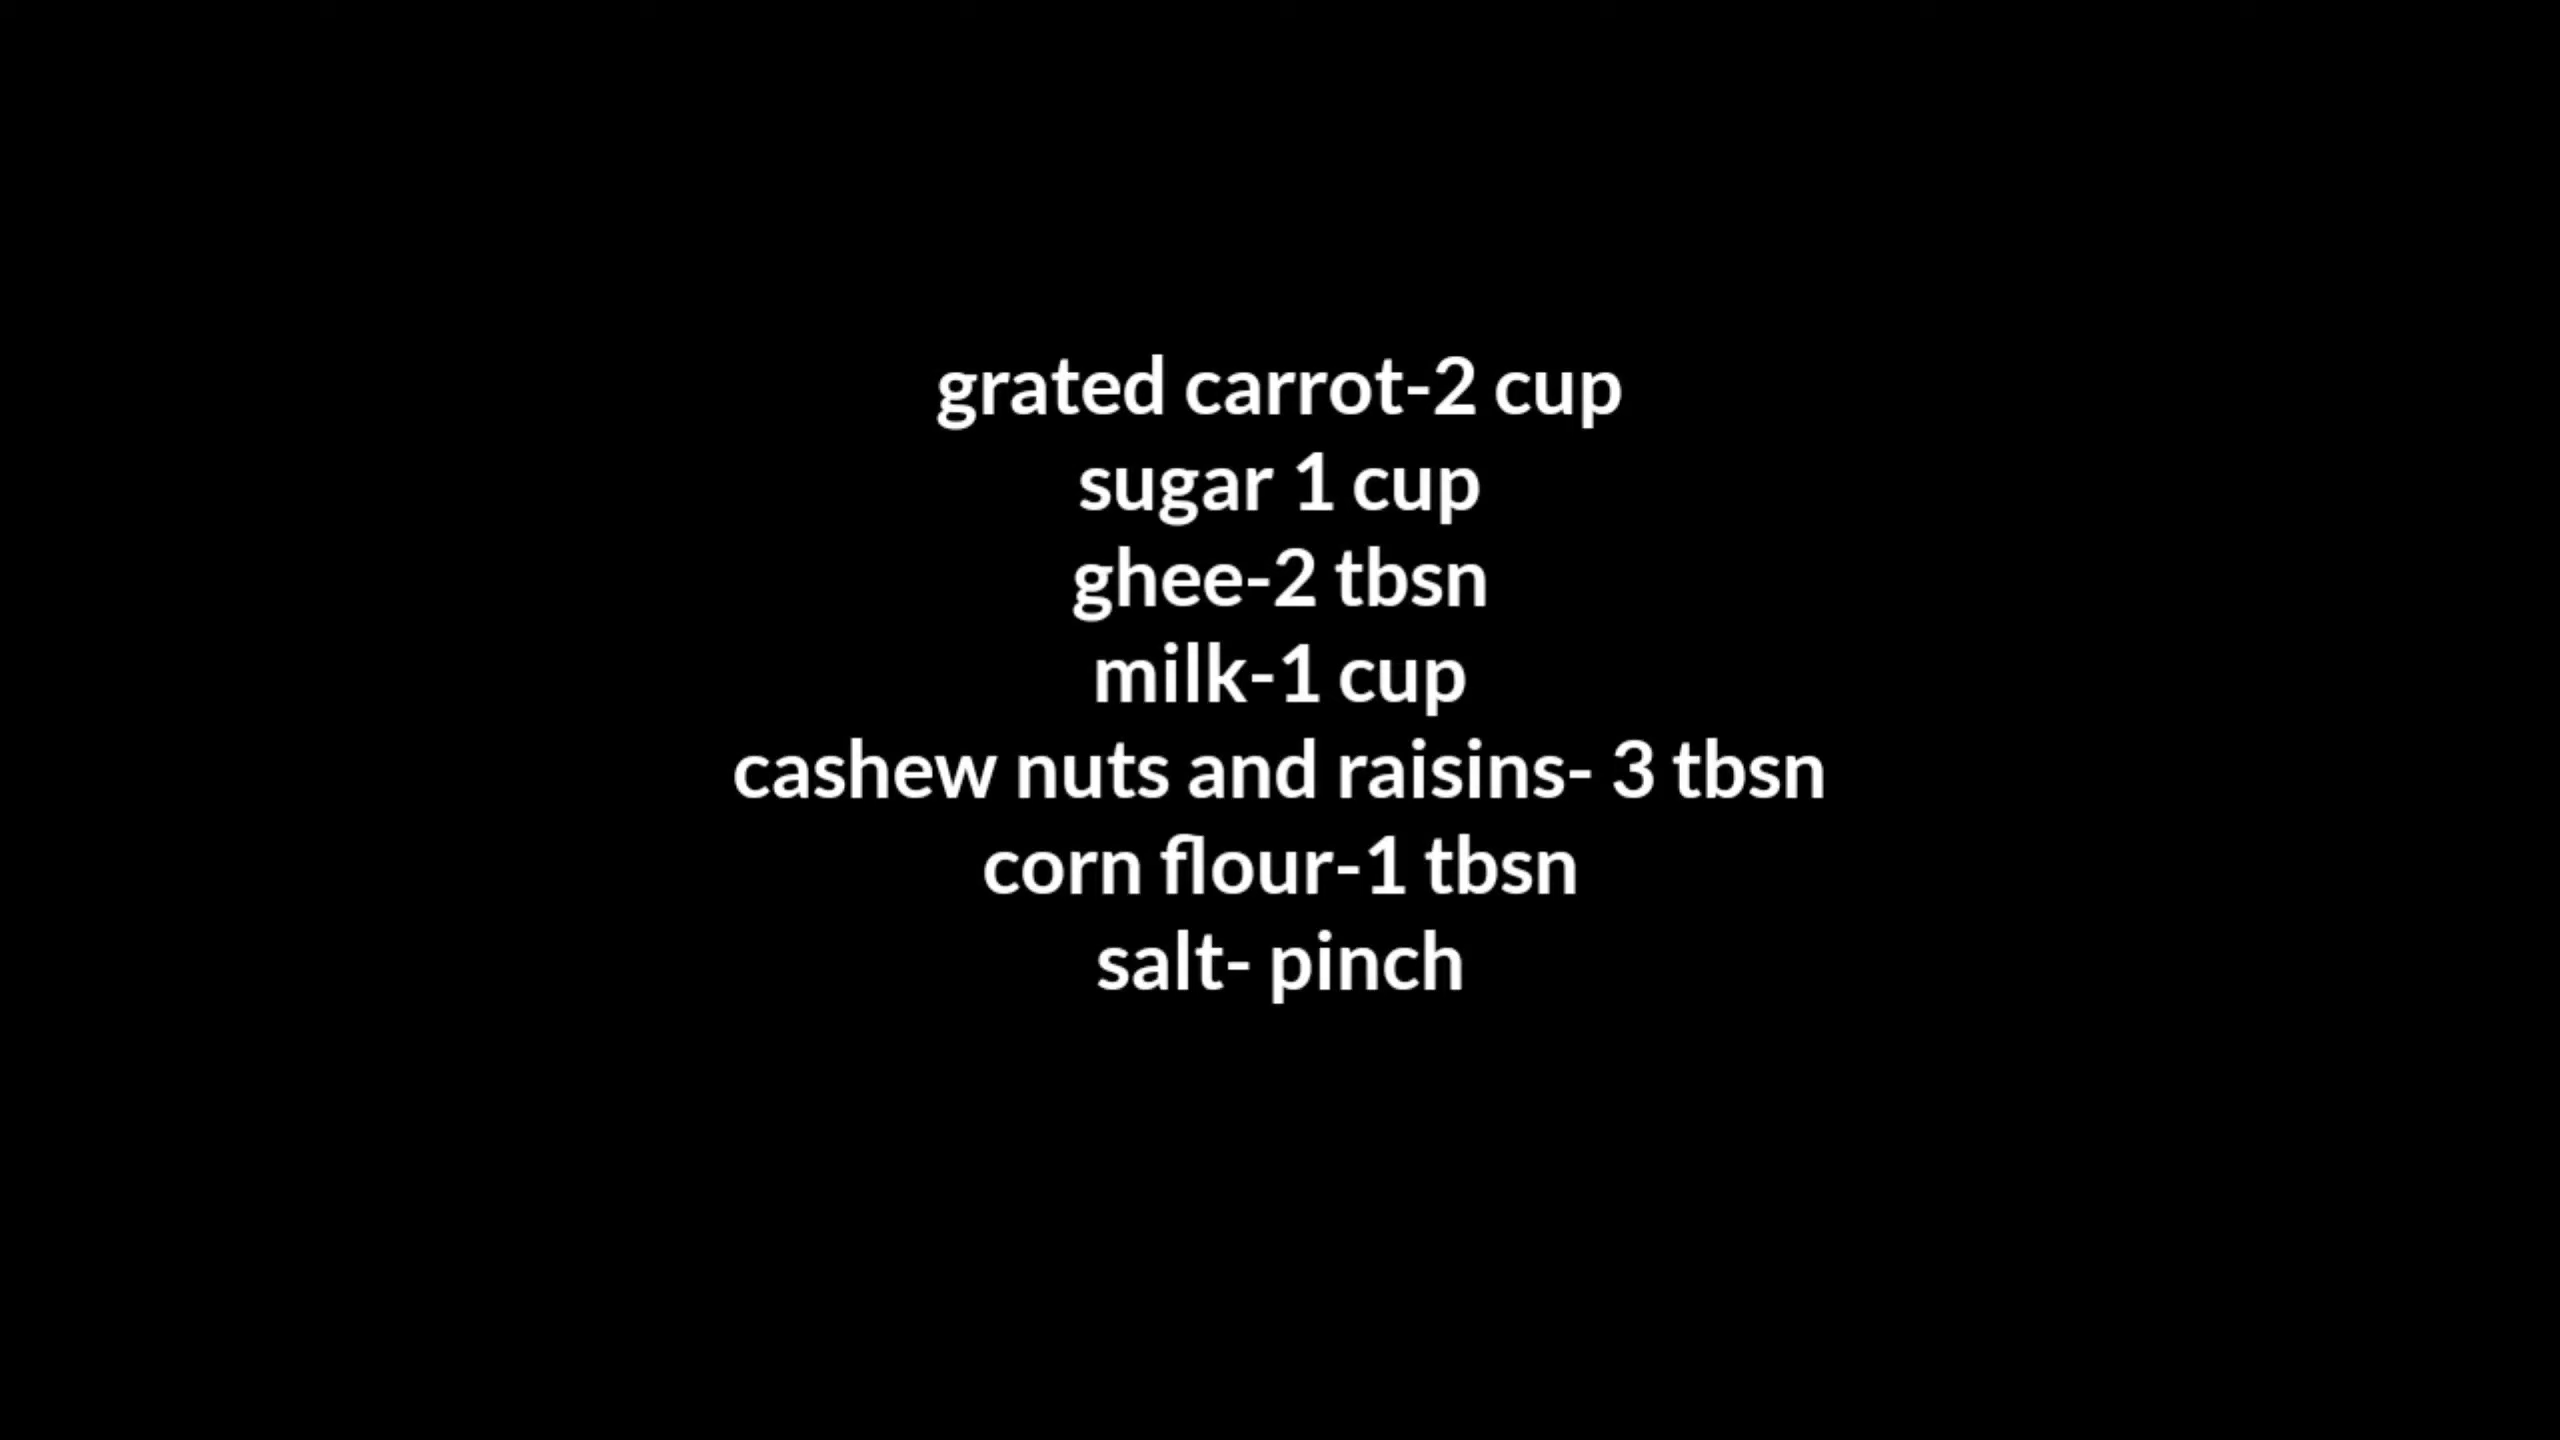 grated carrot-2 cup
sugar 1 cup
ghee-2 tbsn
milk-1 cup
cashew nuts and raisins- 3 tbsn
corn flour-1 tbsn
salt- pinch